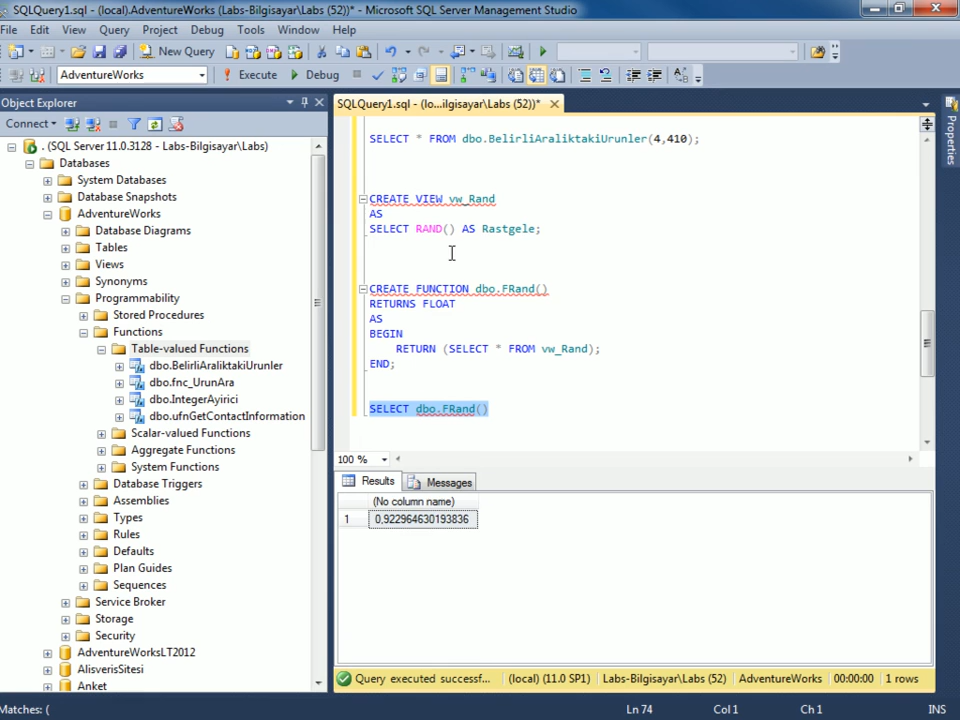 SQLQuery1.sql - (local).AdventureWorks (Labs-Bilgisayar\Labs (52))* - Microsoft SQL Server Management Studio
File Edit View Query Project Debug Tools Window Help
New Query
AdventureWorks Execute Debug
Object Explorer
Connect
. (SQL Server 11.0.3128 - Labs-Bilgisayar\Labs)
Databases
System Databases
Database Snapshots
AdventureWorks
Database Diagrams
Tables
Views
Synonyms
Programmability
Stored Procedures
Functions
Table-valued Functions
dbo.BelirliAraliktakiUrunler
dbo.fnc_UrunAra
dbo.IntegerAyirici
dbo.ufnGetContactInformation
Scalar-valued Functions
Aggregate Functions
System Functions
Database Triggers
Assemblies
Types
Rules
Defaults
Plan Guides
Sequences
Service Broker
Storage
Security
AdventureWorksLT2012
AlisverisSitesi
Anket
SQLQuery1.sql - (lo...ilgisayar\Labs (52))*
SELECT * FROM dbo.BelirliAraliktakiUrunler(4,410);
CREATE VIEW vw_Rand
AS
SELECT RAND() AS Rastgele;
CREATE FUNCTION dbo.FRand()
RETURNS FLOAT
AS
BEGIN
RETURN (SELECT * FROM vw_Rand);
END;
SELECT dbo.FRand()
100 %
Results Messages
(No column name)
1 0,922964630193836
Query executed successf... (local) (11.0 SP1) Labs-Bilgisayar\Labs (52) AdventureWorks 00:00:00 1 rows
Properties
Matches: ( Ln 74 Col 1 Ch 1 INS